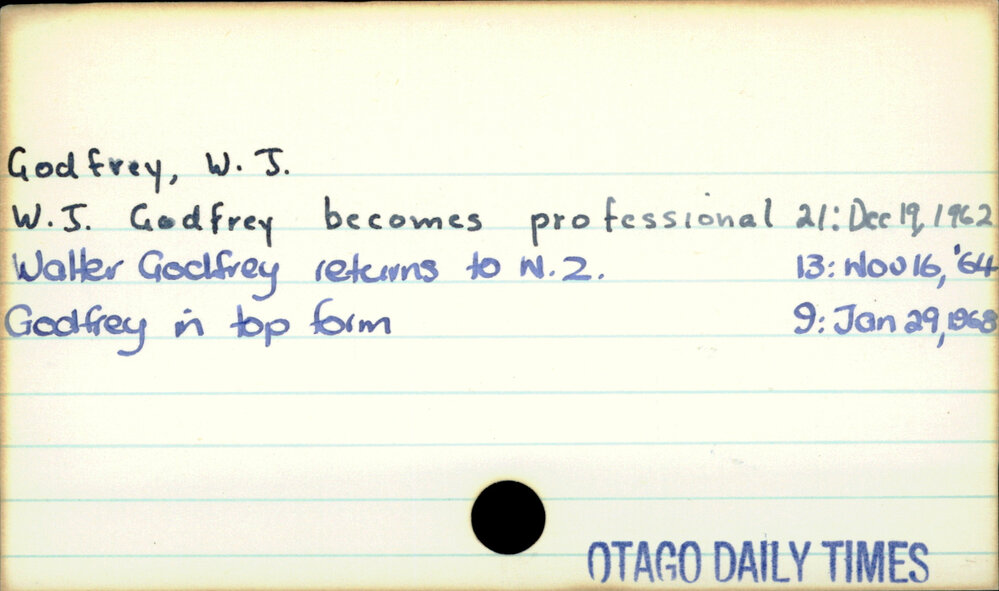 Godfrey, W. J.
W.J. Godfrey becomes professional 21: Dec 19, 1962
Walter Godfrey returns to N.Z. 13: Nov 16, '64
Godfrey in top form 9: Jan 29, 1968
OTAGO DAILY TIMES